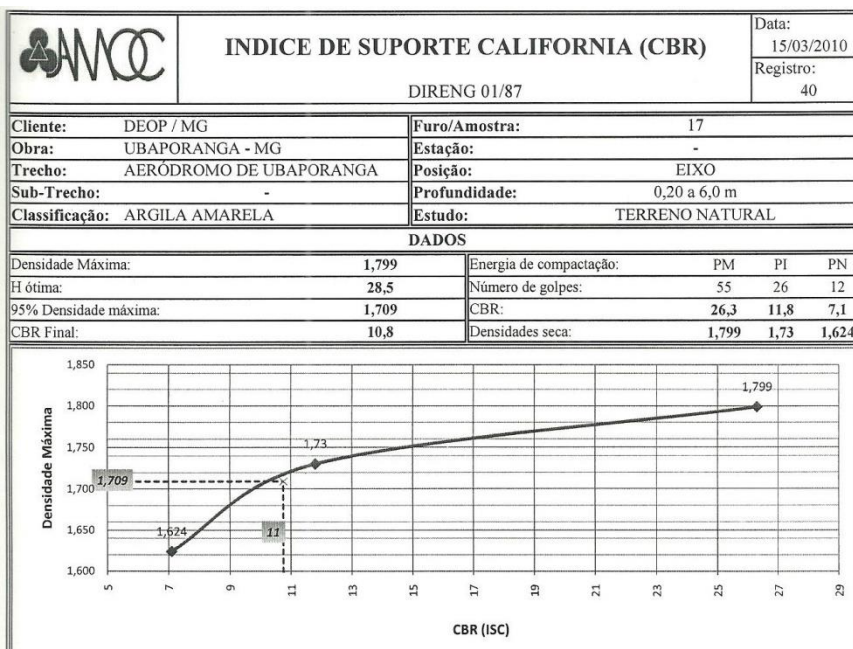 AMOC
INDICE DE SUPORTE CALIFORNIA (CBR)
DIRENG 01/87
Data:
15/03/2010
Registro:
40
Cliente: DEOP / MG Furo/Amostra: 17
Obra: UBAPORANGA - MG Estação: -
Trecho: AERÓDROMO DE UBAPORANGA Posição: EIXO
Sub-Trecho: - Profundidade: 0,20 a 6,0 m
Classificação: ARGILA AMARELA Estudo: TERRENO NATURAL
DADOS
Densidade Máxima: 1,799 Energia de compactação: PM PI PN
H ótima: 28,5 Número de golpes: 55 26 12
95% Densidade máxima: 1,709 CBR: 26,3 11,8 7,1
CBR Final: 10,8 Densidades seca: 1,799 1,73 1,624
Densidade Máxima
1,850
1,800
1,750
1,700
1,650
1,600
1,799
1,73
1,709
1,624
11
5 7 9 11 13 15 17 19 21 23 25 27 29
CBR (ISC)